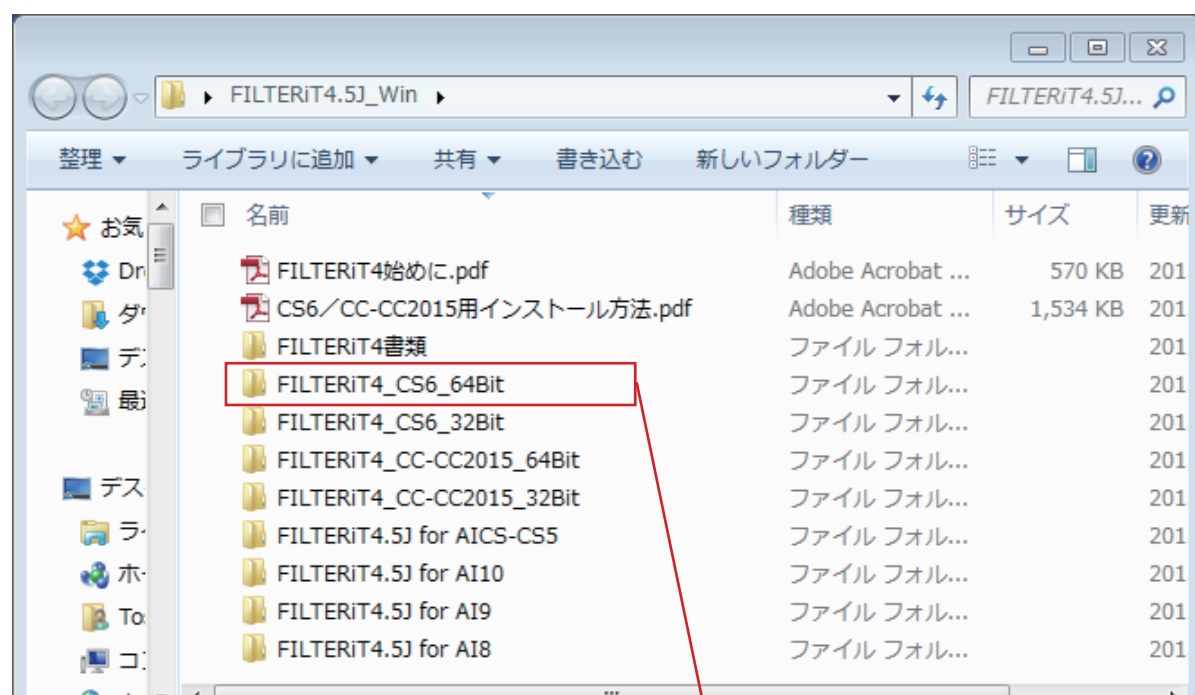 FILTERiT4.5J_Win
FILTERiT4.5J...
整理 ライブラリに追加 共有 書き込む 新しいフォルダー
名前 種類 サイズ 更新
お気
FILTERiT4始めに.pdf Adobe Acrobat ... 570 KB 201
CS6／CC-CC2015用インストール方法.pdf Adobe Acrobat ... 1,534 KB 201
FILTERiT4書類 ファイル フォル... 201
FILTERiT4_CS6_64Bit ファイル フォル... 201
FILTERiT4_CS6_32Bit ファイル フォル... 201
FILTERiT4_CC-CC2015_64Bit ファイル フォル... 201
FILTERiT4_CC-CC2015_32Bit ファイル フォル... 201
FILTERiT4.5J for AICS-CS5 ファイル フォル... 201
FILTERiT4.5J for AI10 ファイル フォル... 201
FILTERiT4.5J for AI9 ファイル フォル... 201
FILTERiT4.5J for AI8 ファイル フォル... 201
Dr
ダ
デ
最
デス
ラ
ホ
To
コ